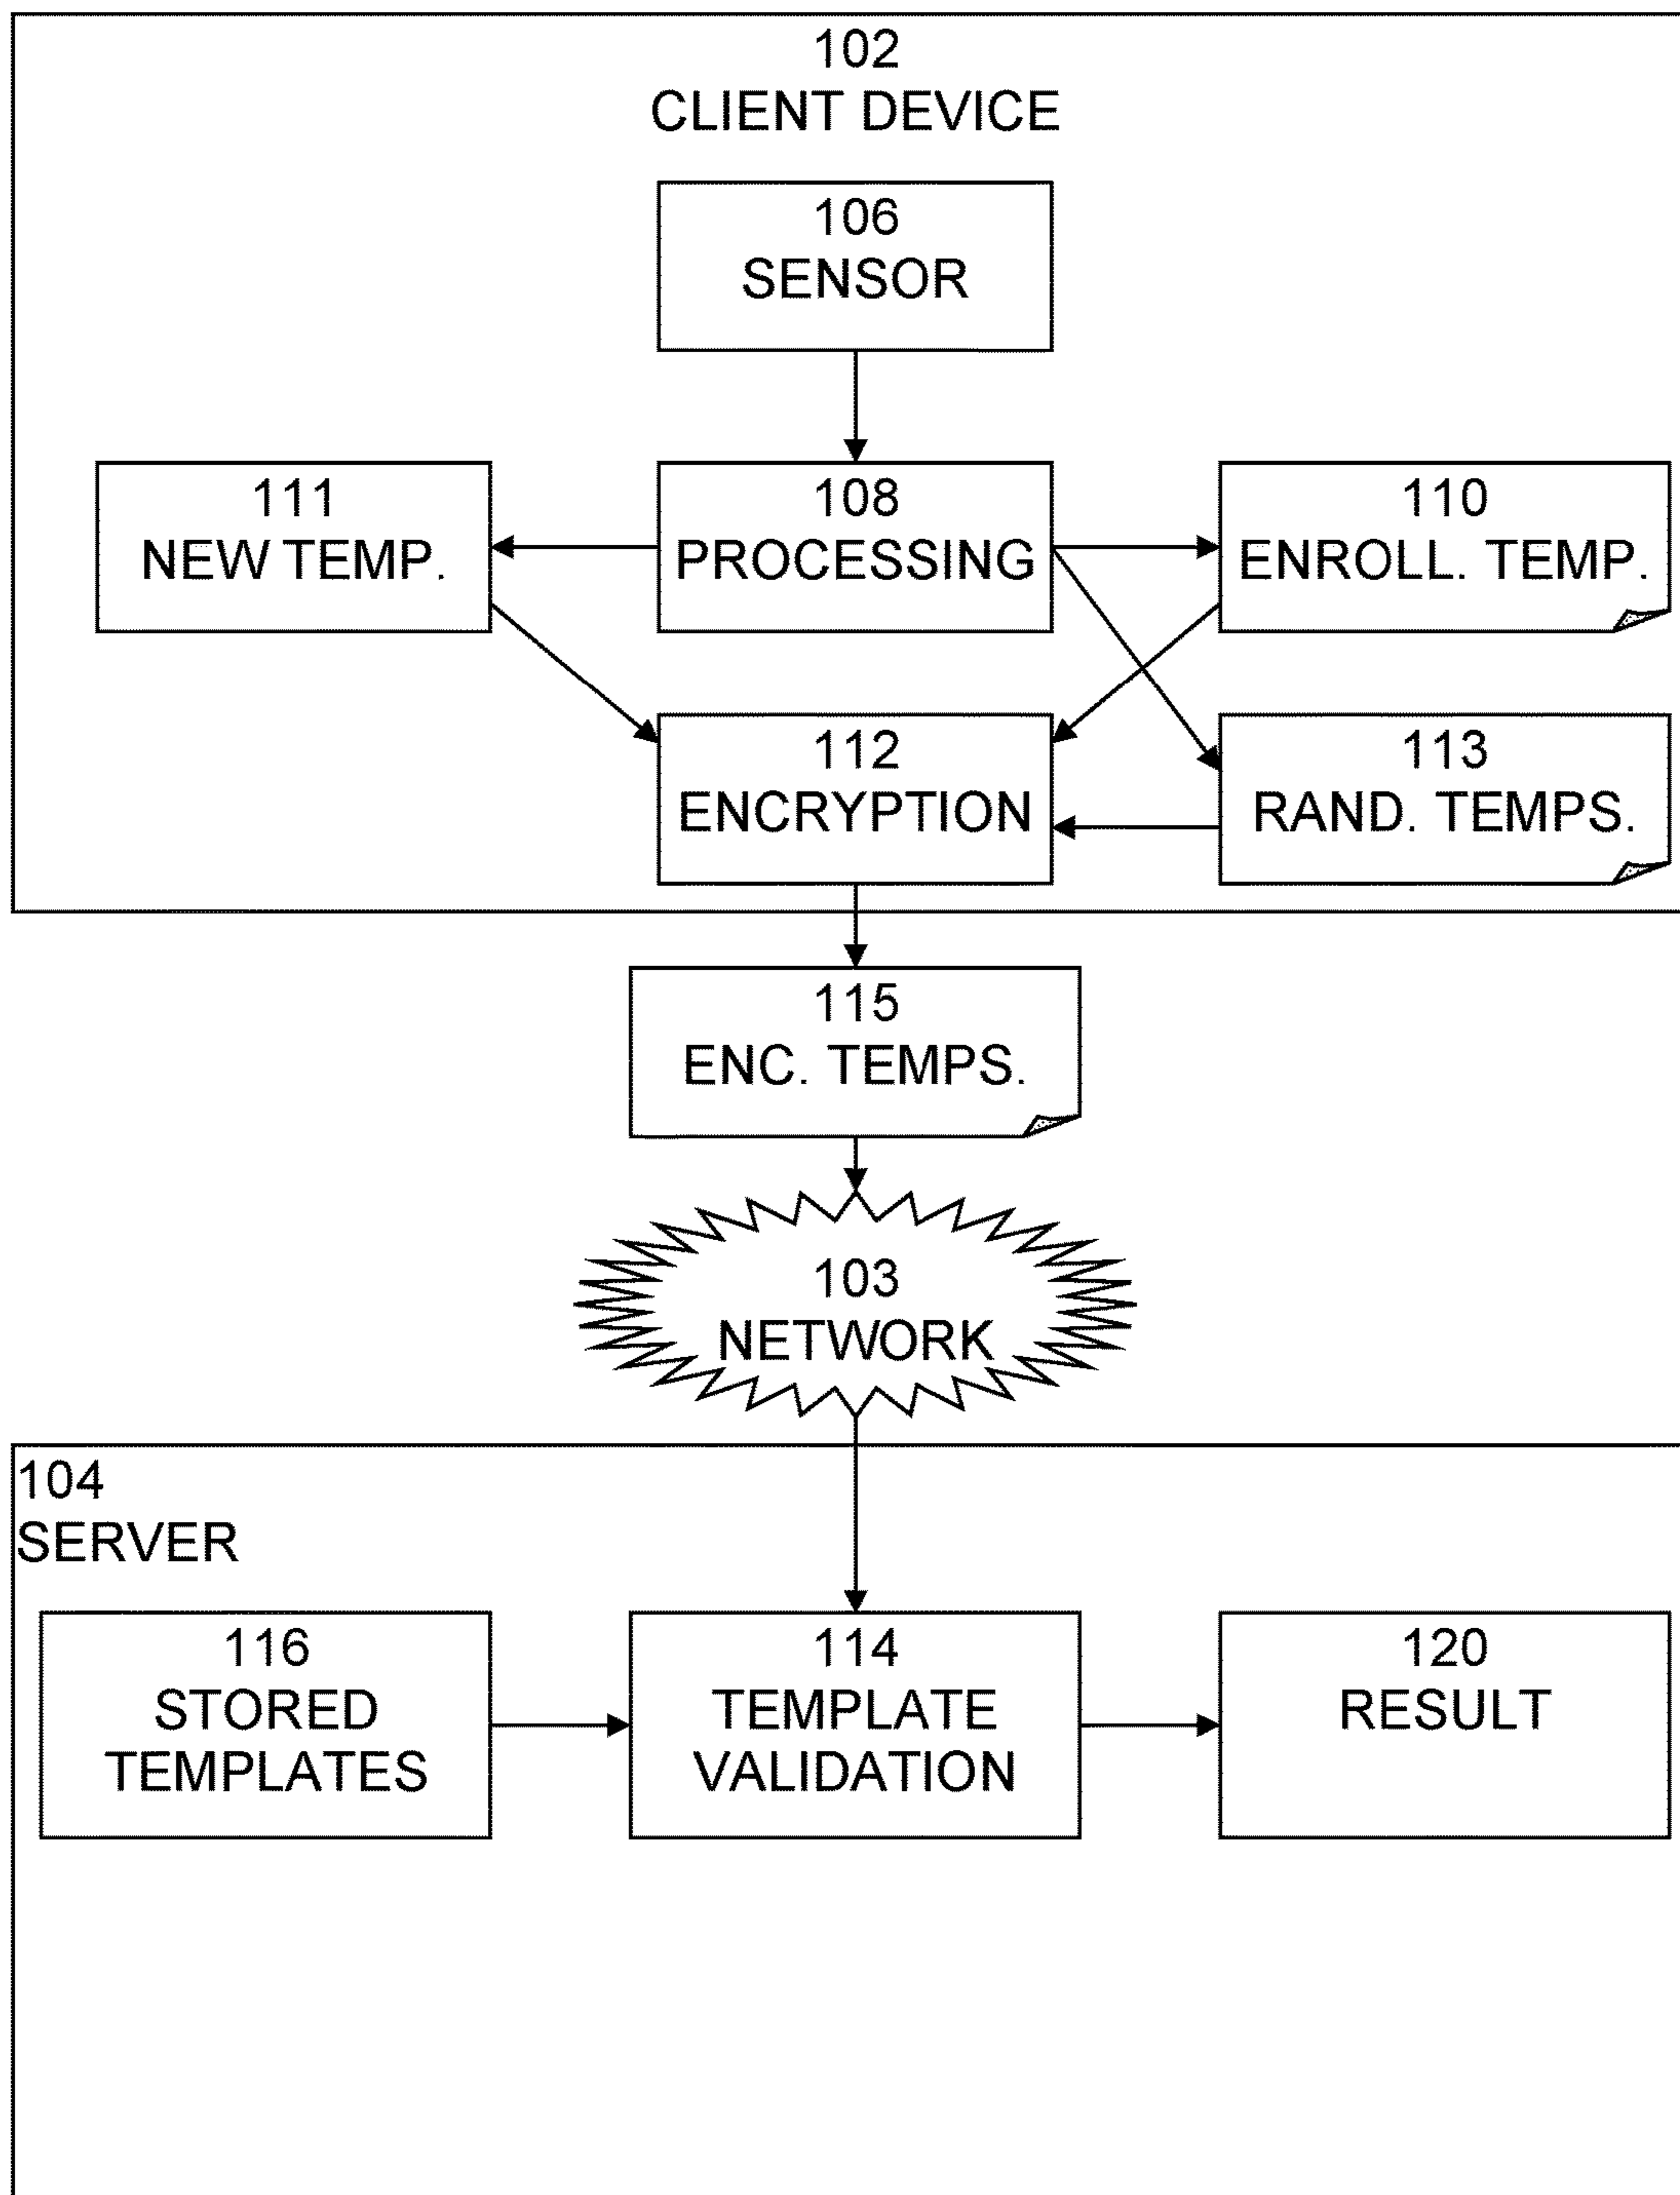 102
CLIENT DEVICE
106
SENSOR
111
NEW TEMP.
108
PROCESSING
110
ENROLL. TEMP.
112
ENCRYPTION
113
RAND. TEMPS.
115
ENC. TEMPS.
103
NETWORK
104
SERVER
116
STORED
TEMPLATES
114
TEMPLATE
VALIDATION
120
RESULT